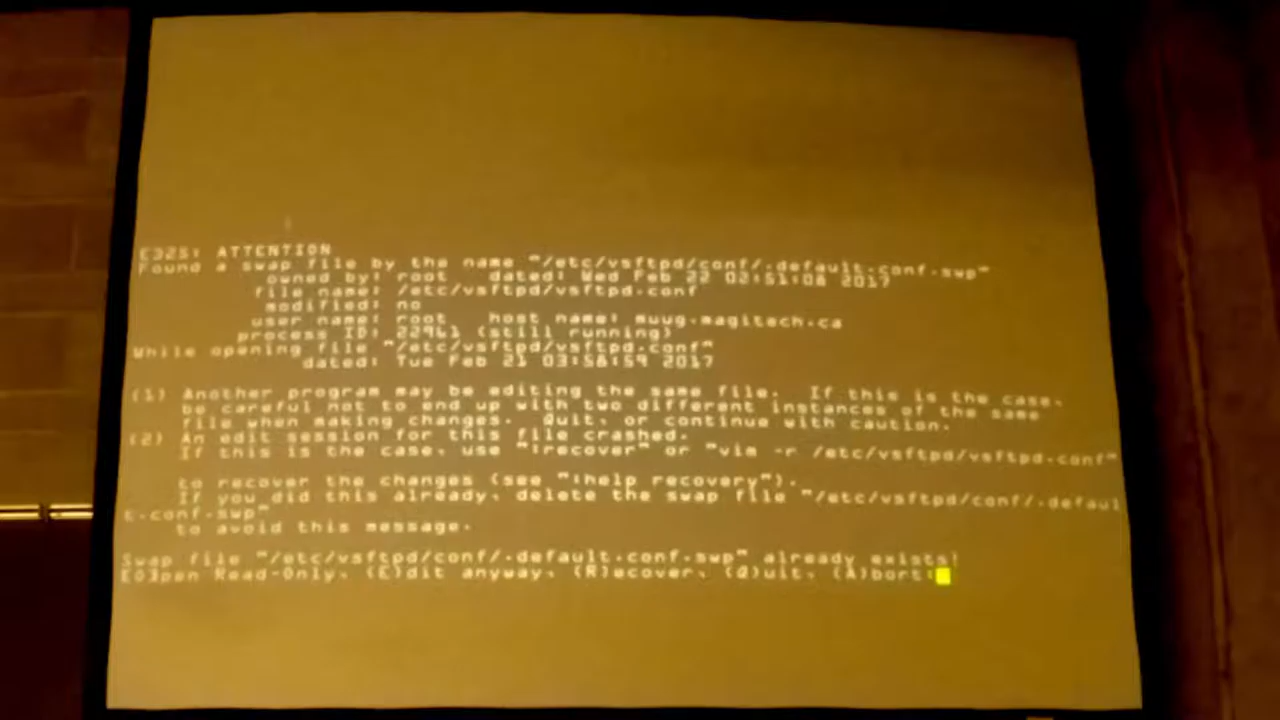 E325: ATTENTION
Found a swap file by the name "/etc/vsftpd/conf/.default.conf.swp"
owned by: root dated: Wed Feb 22 02:51:08 2017
file name: /etc/vsftpd/vsftpd.conf
modified: no
user name: root host name: muug.magitech.ca
process ID: 22961 (still running)
While opening file "/etc/vsftpd/vsftpd.conf"
dated: Tue Feb 21 03:58:59 2017
(1) Another program may be editing the same file. If this is the case,
be careful not to end up with two different instances of the same
file when making changes. Quit, or continue with caution.
(2) An edit session for this file crashed.
If this is the case, use ":recover" or "vim -r /etc/vsftpd/vsftpd.conf"
to recover the changes (see ":help recovery").
If you did this already, delete the swap file "/etc/vsftpd/conf/.defaul
t.conf.swp"
to avoid this message.
Swap file "/etc/vsftpd/conf/.default.conf.swp" already exists!
[O]pen Read-Only, (E)dit anyway, (R)ecover, (Q)uit, (A)bort: